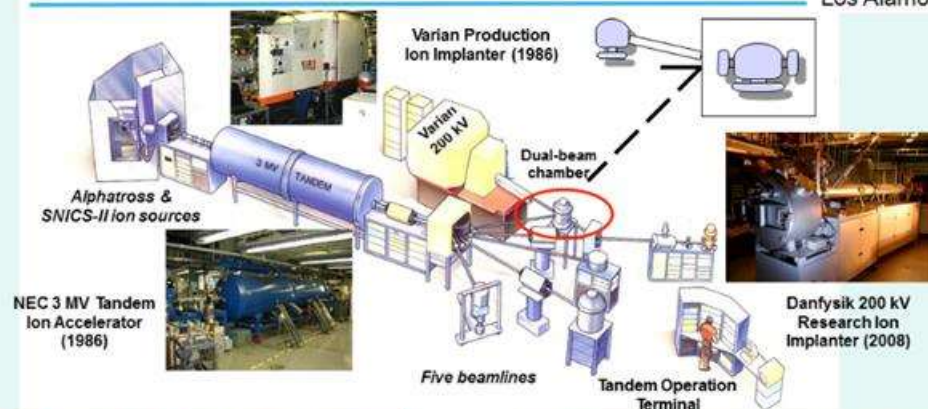 Los Alamo
Varian Production
Ion Implanter (1986)
Varian
200 kV
Dual-beam
chamber
3 MV TANDEM
Alphatross &
SNICS-II ion sources
NEC 3 MV Tandem
Ion Accelerator
(1986)
Danfysik 200 kV
Research Ion
Implanter (2008)
Five beamlines
Tandem Operation
Terminal